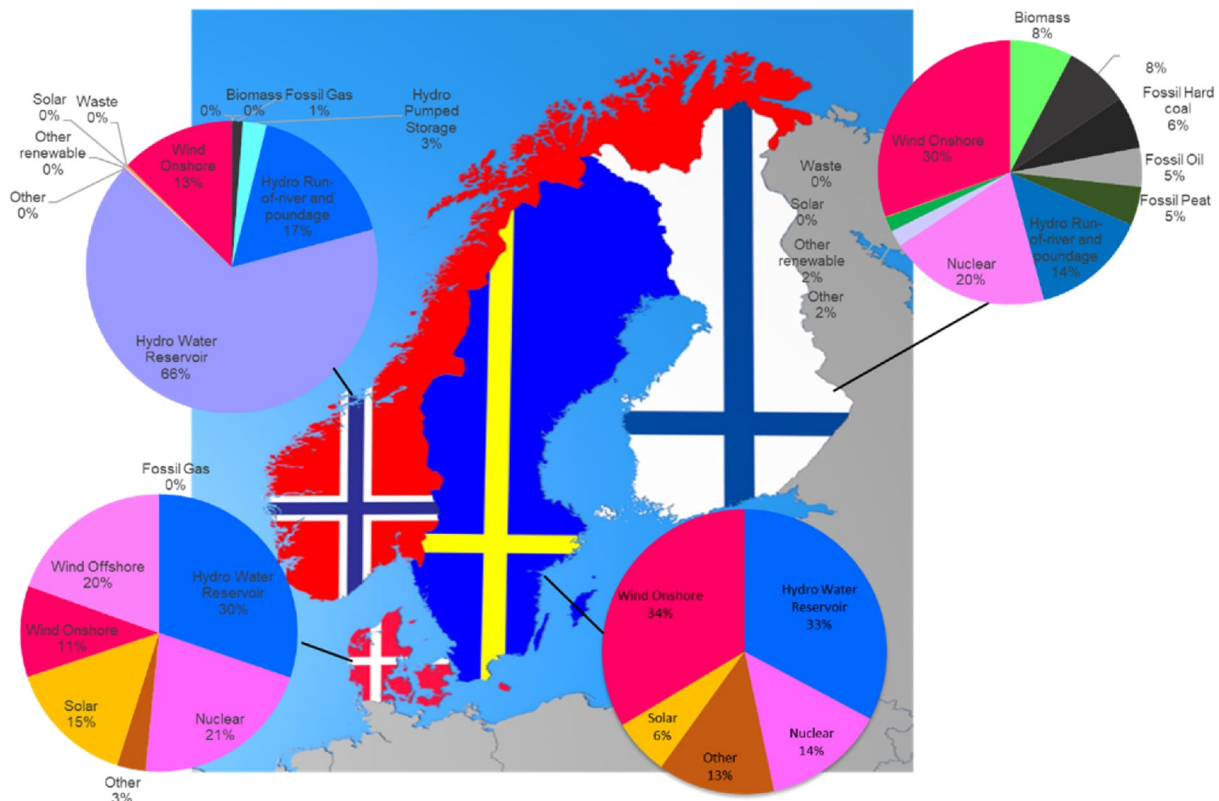 Solar
0%
Waste
0%
Other
renewable
0%
Other
0%
0%
Biomass
0%
Fossil Gas
1%
Hydro
Pumped
Storage
3%
Wind
Onshore
13%
Hydro Run-
of-river and
poundage
17%
Hydro Water
Reservoir
66%
Biomass
8%
8%
Fossil Hard
coal
6%
Fossil Oil
5%
Fossil Peat
5%
Hydro Run-
of-river and
poundage
14%
Nuclear
20%
Wind Onshore
30%
Waste
0%
Solar
0%
Other
renewable
2%
Other
2%
Fossil Gas
0%
Wind Offshore
20%
Hydro Water
Reservoir
30%
Wind Onshore
11%
Solar
15%
Nuclear
21%
Other
3%
Wind Onshore
34%
Hydro Water
Reservoir
33%
Solar
6%
Other
13%
Nuclear
14%